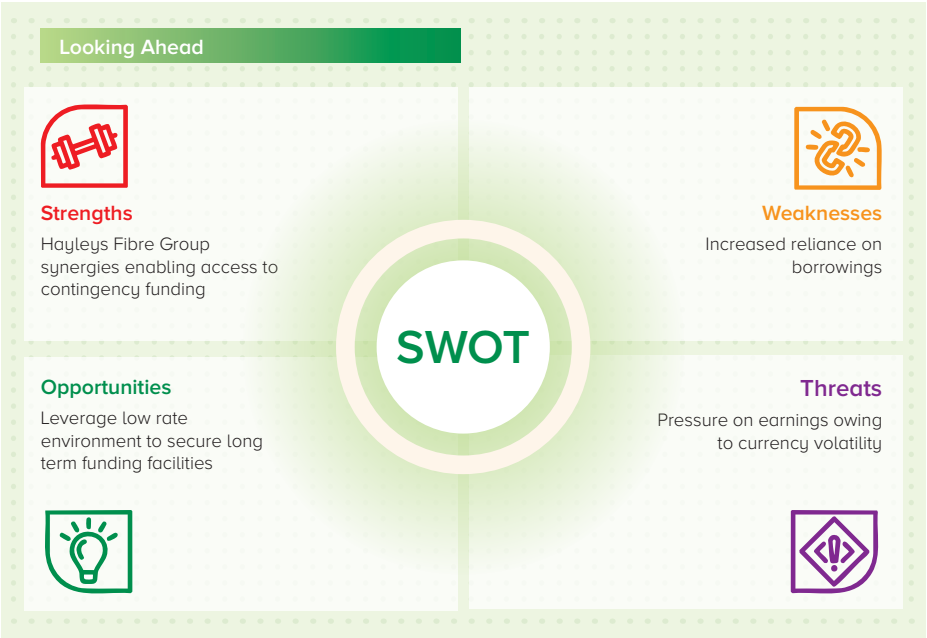 Looking Ahead
Strengths
Hayleys Fibre Group
synergies enabling access to
contingency funding
Weaknesses
Increased reliance on
borrowings
SWOT
Opportunities
Leverage low rate
environment to secure long
term funding facilities
Threats
Pressure on earnings owing
to currency volatility